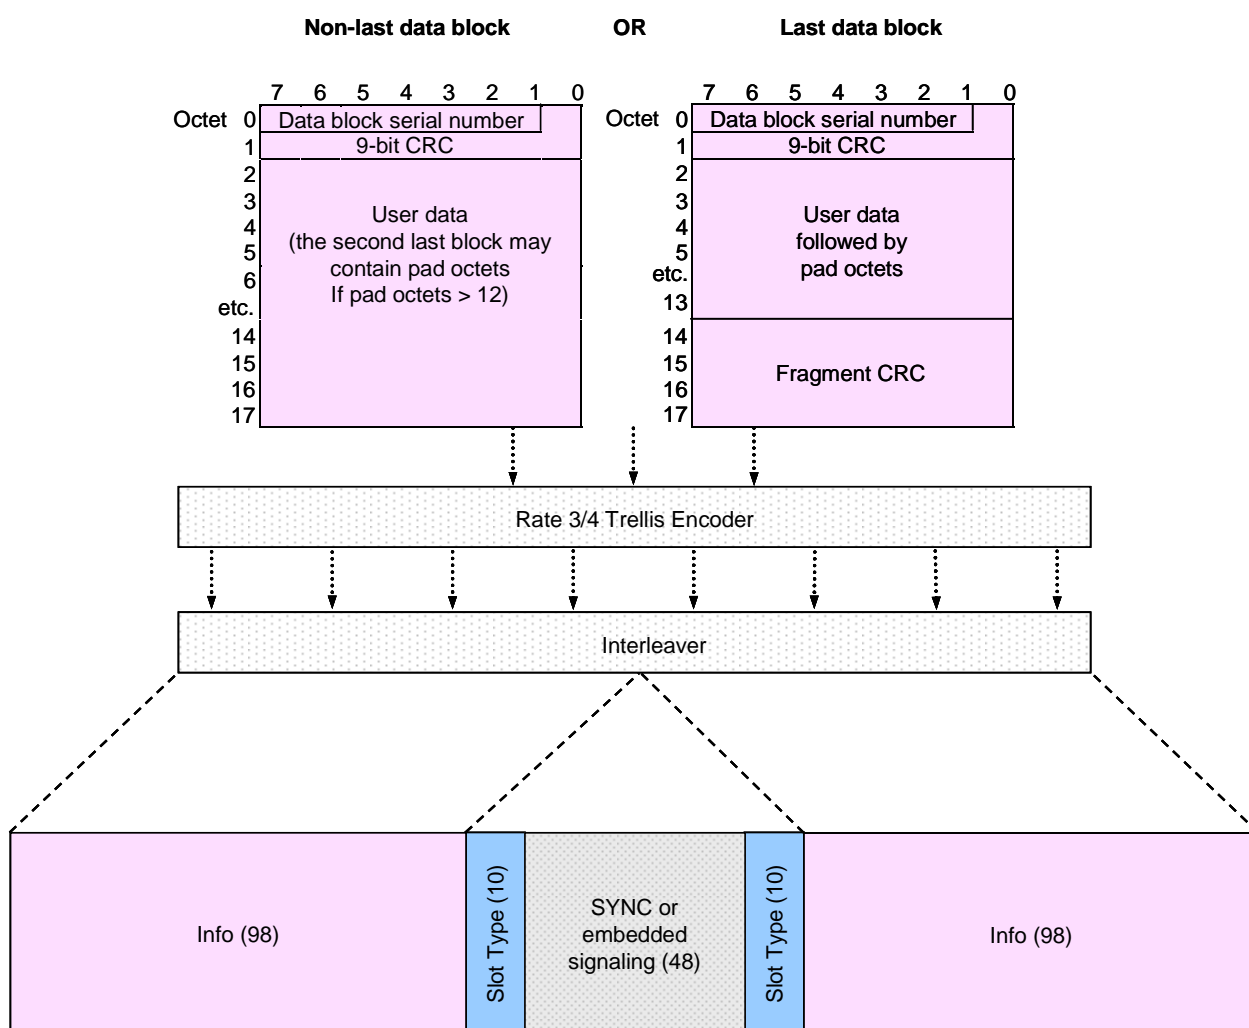 Non-last data block OR Last data block
7 6 5 4 3 2 1 0
Octet 0 Data block serial number
1 9-bit CRC
2
3
4
5
6
etc.
14
15
16
17
User data
(the second last block may
contain pad octets
If pad octets > 12)
7 6 5 4 3 2 1 0
Octet 0 Data block serial number
1 9-bit CRC
2
3
4
5
etc.
13
14
15
16
17
User data
followed by
pad octets
Fragment CRC
Rate 3/4 Trellis Encoder
Interleaver
Info (98)
Slot Type (10)
SYNC or
embedded
signaling (48)
Slot Type (10)
Info (98)